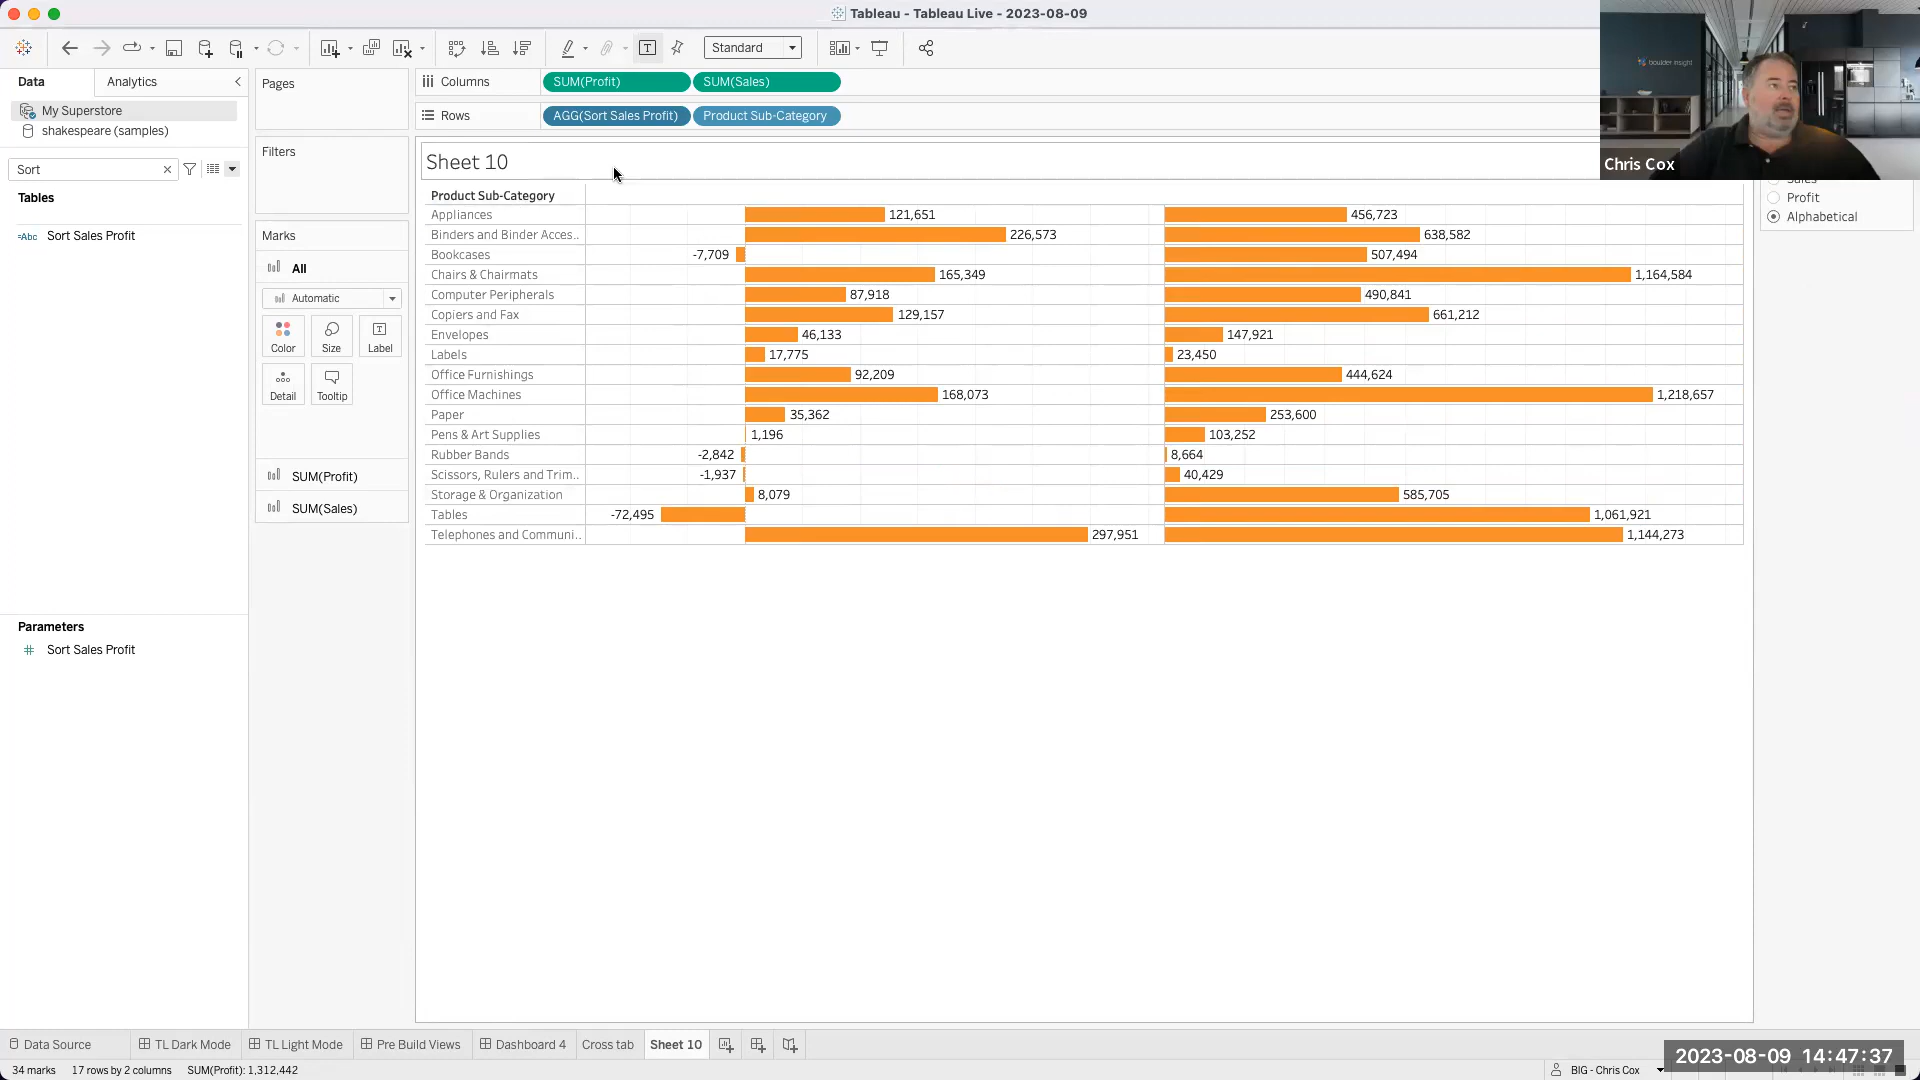 Tableau - Tableau Live - 2023-08-09
Standard
Data
Analytics
My Superstore
shakespeare (samples)
Sort
Tables
=Abc Sort Sales Profit
Parameters
# Sort Sales Profit
Pages
Filters
Marks
All
Automatic
Color
Size
Label
Detail
Tooltip
SUM(Profit)
SUM(Sales)
Columns SUM(Profit) SUM(Sales)
Rows AGG(Sort Sales Profit) Product Sub-Category
Sheet 10
Product Sub-Category
Appliances 121,651 456,723
Binders and Binder Acces.. 226,573 638,582
Bookcases -7,709 507,494
Chairs & Chairmats 165,349 1,164,584
Computer Peripherals 87,918 490,841
Copiers and Fax 129,157 661,212
Envelopes 46,133 147,921
Labels 17,775 23,450
Office Furnishings 92,209 444,624
Office Machines 168,073 1,218,657
Paper 35,362 253,600
Pens & Art Supplies 1,196 103,252
Rubber Bands -2,842 8,664
Scissors, Rulers and Trim.. -1,937 40,429
Storage & Organization 8,079 585,705
Tables -72,495 1,061,921
Telephones and Communi.. 297,951 1,144,273
boulder insight
Chris Cox
Sales
Profit
Alphabetical
Data Source
TL Dark Mode
TL Light Mode
Pre Build Views
Dashboard 4
Cross tab
Sheet 10
34 marks 17 rows by 2 columns SUM(Profit): 1,312,442
BIG - Chris Cox
2023-08-09 14:47:37